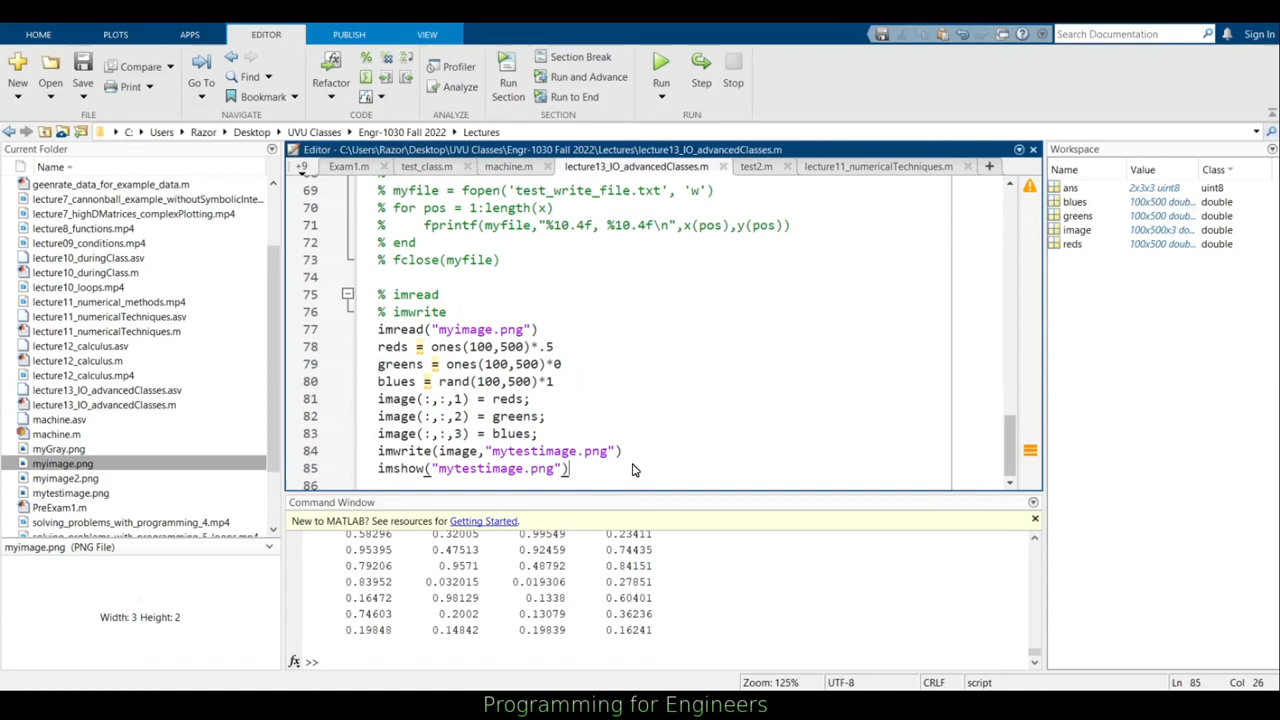 HOME PLOTS APPS EDITOR PUBLISH VIEW Search Documentation Sign In
New Open Save Compare Print Go To Find Bookmark Refactor Profiler Analyze Run Section Section Break Run and Advance Run to End Run Step Stop
FILE NAVIGATE CODE ANALYZE SECTION RUN
C: Users Razor Desktop UVU Classes Engr-1030 Fall 2022 Lectures
Current Folder
Name
geenrate_data_for_example_data.m
lecture7_cannonball_example_withoutSymbolicInte...
lecture7_highDMatrices_complexPlotting.mp4
lecture8_functions.mp4
lecture09_conditions.mp4
lecture10_duringClass.asv
lecture10_duringClass.m
lecture10_loops.mp4
lecture11_numerical_methods.mp4
lecture11_numericalTechniques.asv
lecture11_numericalTechniques.m
lecture12_calculus.asv
lecture12_calculus.m
lecture12_calculus.mp4
lecture13_IO_advancedClasses.asv
lecture13_IO_advancedClasses.m
machine.asv
machine.m
myGray.png
myimage.png
myimage2.png
mytestimage.png
PreExam1.m
solving_problems_with_programming_4.mp4
solving_problems_with_programming_5_loops.mp4
myimage.png (PNG File)
Width: 3 Height: 2
Editor - C:\Users\Razor\Desktop\UVU Classes\Engr-1030 Fall 2022\Lectures\lecture13_IO_advancedClasses.m
+9 Exam1.m test_class.m machine.m lecture13_IO_advancedClasses.m test2.m lecture11_numericalTechniques.m
69 % myfile = fopen('test_write_file.txt', 'w')
70 % for pos = 1:length(x)
71 % fprintf(myfile,"%10.4f, %10.4f\n",x(pos),y(pos))
72 % end
73 % fclose(myfile)
74
75 % imread
76 % imwrite
77 imread("myimage.png")
78 reds = ones(100,500)*.5
79 greens = ones(100,500)*0
80 blues = rand(100,500)*1
81 image(:,:,1) = reds;
82 image(:,:,2) = greens;
83 image(:,:,3) = blues;
84 imwrite(image,"mytestimage.png")
85 imshow("mytestimage.png")
86
Command Window
New to MATLAB? See resources for Getting Started.
0.58296 0.32005 0.99549 0.23411
0.95395 0.47513 0.92459 0.74435
0.79206 0.9571 0.48792 0.84151
0.83952 0.032015 0.019306 0.27851
0.16472 0.98129 0.1338 0.60401
0.74603 0.2002 0.13079 0.36236
0.19848 0.14842 0.19839 0.16241
fx >>
Workspace
Name Value Class
ans 2x3x3 uint8 uint8
blues 100x500 doub... double
greens 100x500 doub... double
image 100x500x3 do... double
reds 100x500 doub... double
Zoom: 125% UTF-8 CRLF script Ln 85 Col 26
Programming for Engineers